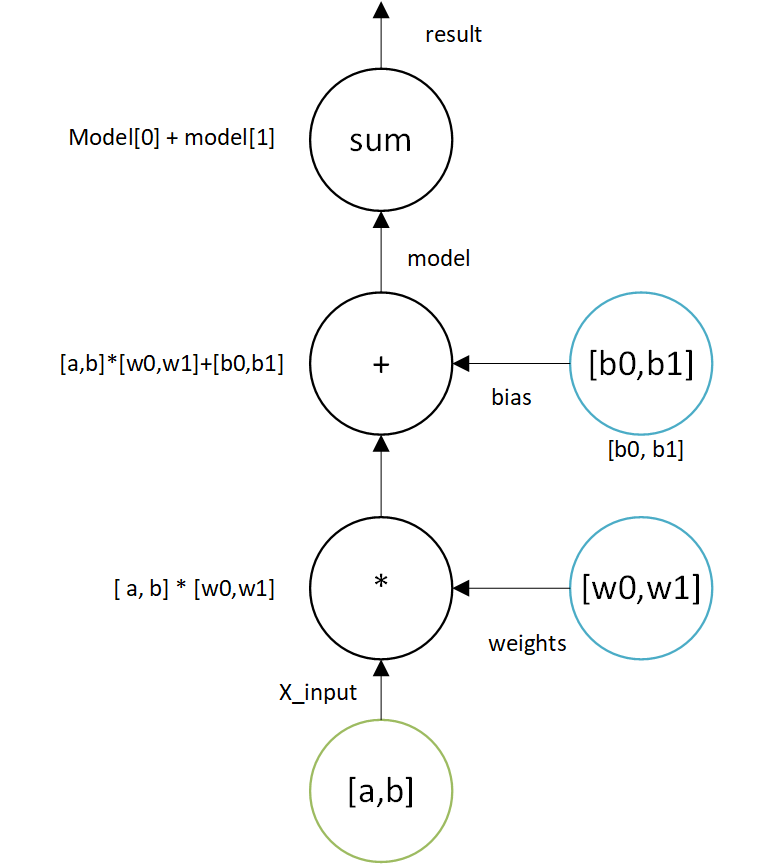 result
sum
Model[0] + model[1]
model
+
[a,b]*[w0,w1]+[b0,b1]
[b0,b1]
bias
[b0, b1]
*
[ a, b] * [w0,w1]
[w0,w1]
weights
X_input
[a,b]